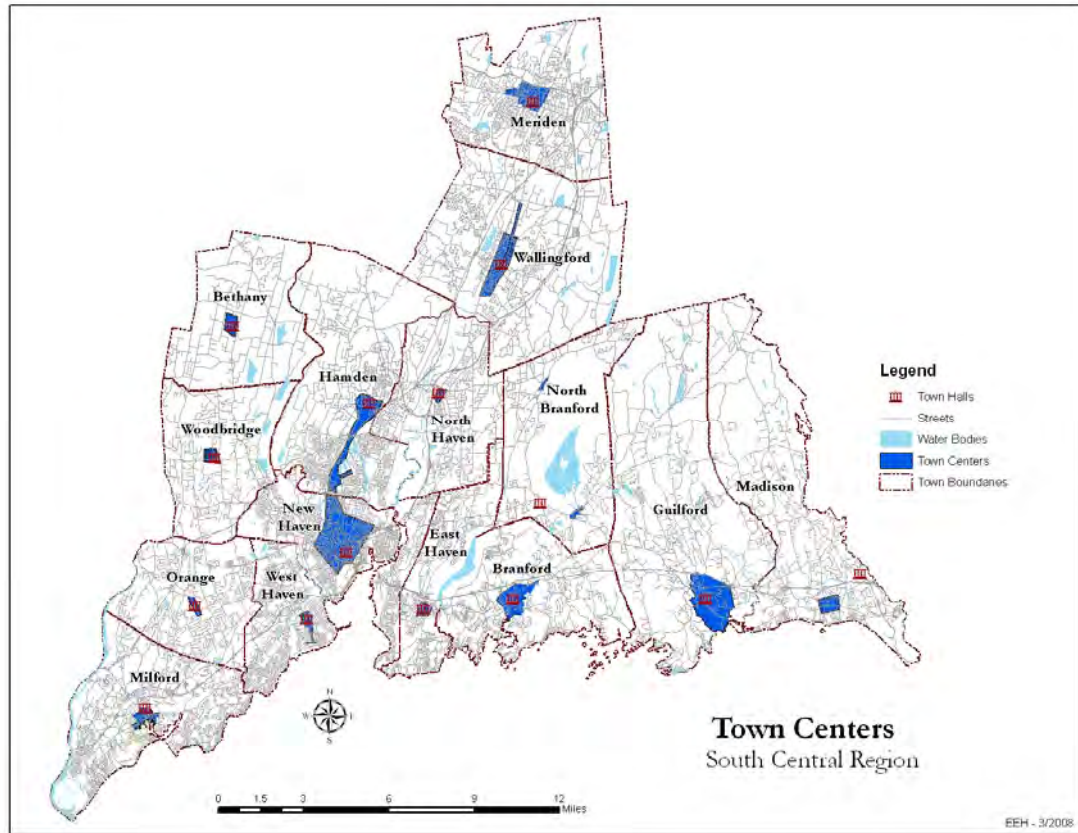 Meriden
Wallingford
Bethany
Hamden
North
Haven
North
Branford
Woodbridge
Madison
Guilford
New
Haven
East
Haven
Branford
Orange
West
Haven
Milford
Legend
Town Halls
Streets
Water Bodies
Town Centers
Town Boundaries
N
W
E
S
Town Centers
South Central Region
0 1.5 3 6 9 12
Miles
EEH - 3/2008